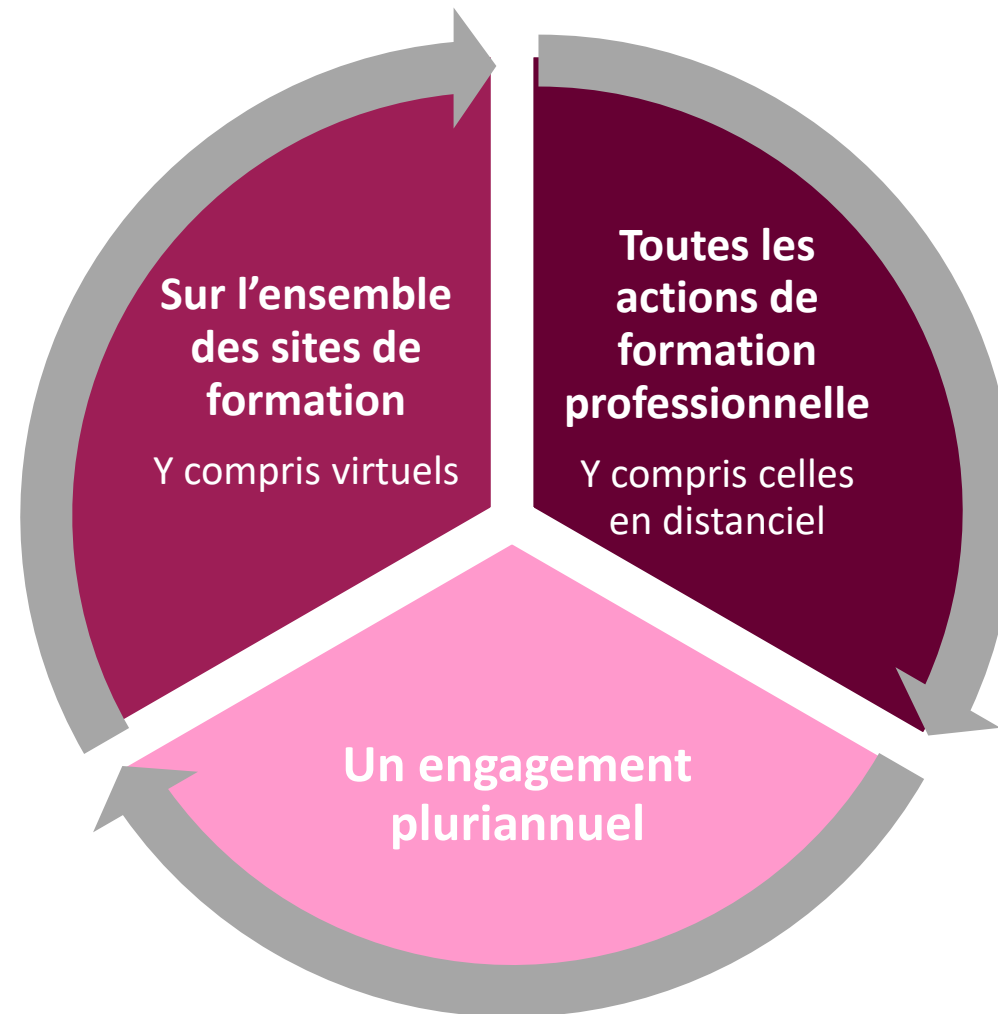 Toutes les
actions de
formation
professionnelle
Y compris celles
en distanciel
Un engagement
pluriannuel
Sur l’ensemble
des sites de
formation
Y compris virtuels